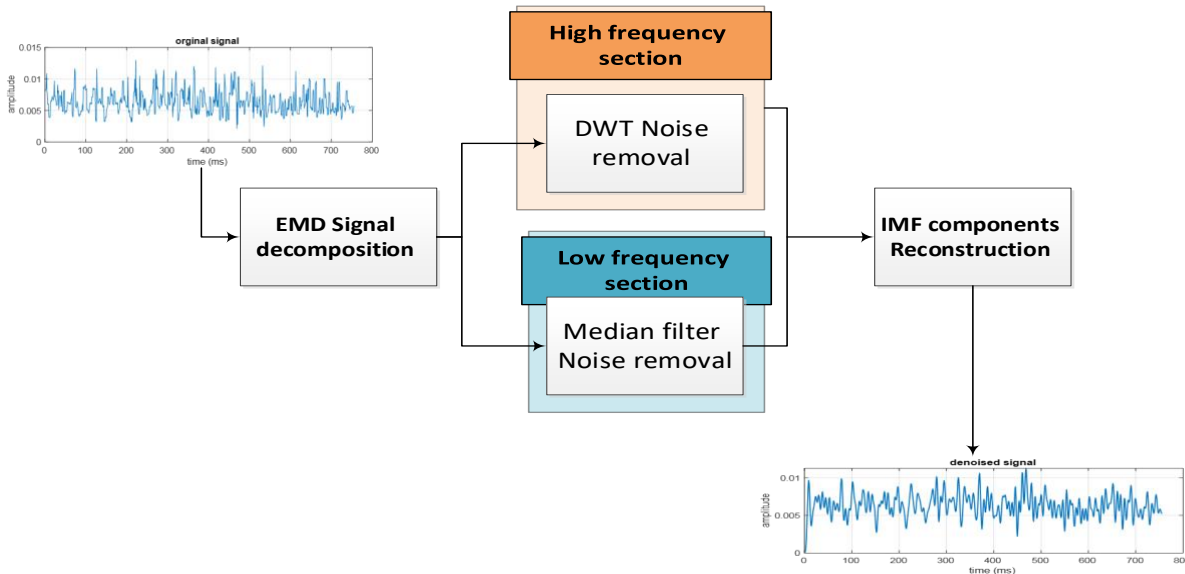 orginal signal
0.015
0.01
0.005
0
amplitude
0 100 200 300 400 500 600 700 800
time (ms)
EMD Signal
decomposition
High frequency
section
DWT Noise
removal
Low frequency
section
Median filter
Noise removal
IMF components
Reconstruction
denoised signal
0.01
0.005
0
amplitude
0 100 200 300 400 500 600 700 80
time (ms)